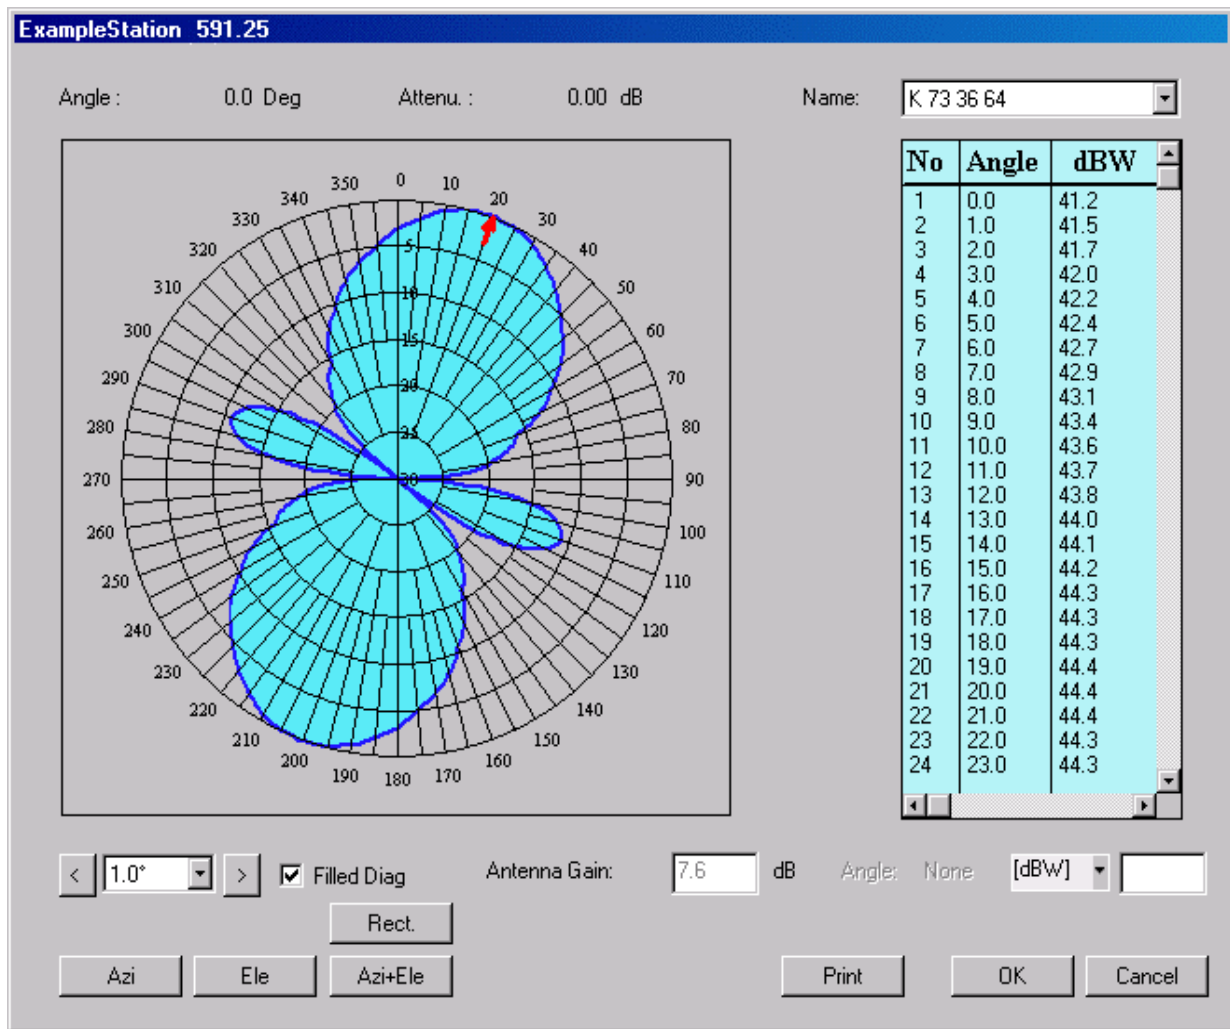 ExampleStation 591.25
Angle : 0.0 Deg Attenu. : 0.00 dB Name: K 73 36 64
0
10
20
30
40
50
60
70
80
90
100
110
120
130
140
150
160
170
180
190
200
210
220
230
240
250
260
270
280
290
300
310
320
330
340
350
5
10
15
20
25
30
No Angle dBW
1 0.0 41.2
2 1.0 41.5
3 2.0 41.7
4 3.0 42.0
5 4.0 42.2
6 5.0 42.4
7 6.0 42.7
8 7.0 42.9
9 8.0 43.1
10 9.0 43.4
11 10.0 43.6
12 11.0 43.7
13 12.0 43.8
14 13.0 44.0
15 14.0 44.1
16 15.0 44.2
17 16.0 44.3
18 17.0 44.3
19 18.0 44.3
20 19.0 44.4
21 20.0 44.4
22 21.0 44.4
23 22.0 44.3
24 23.0 44.3
< 1.0° > Filled Diag Antenna Gain: 7.6 dB Angle: None [dBW]
Rect.
Azi Ele Azi+Ele Print OK Cancel